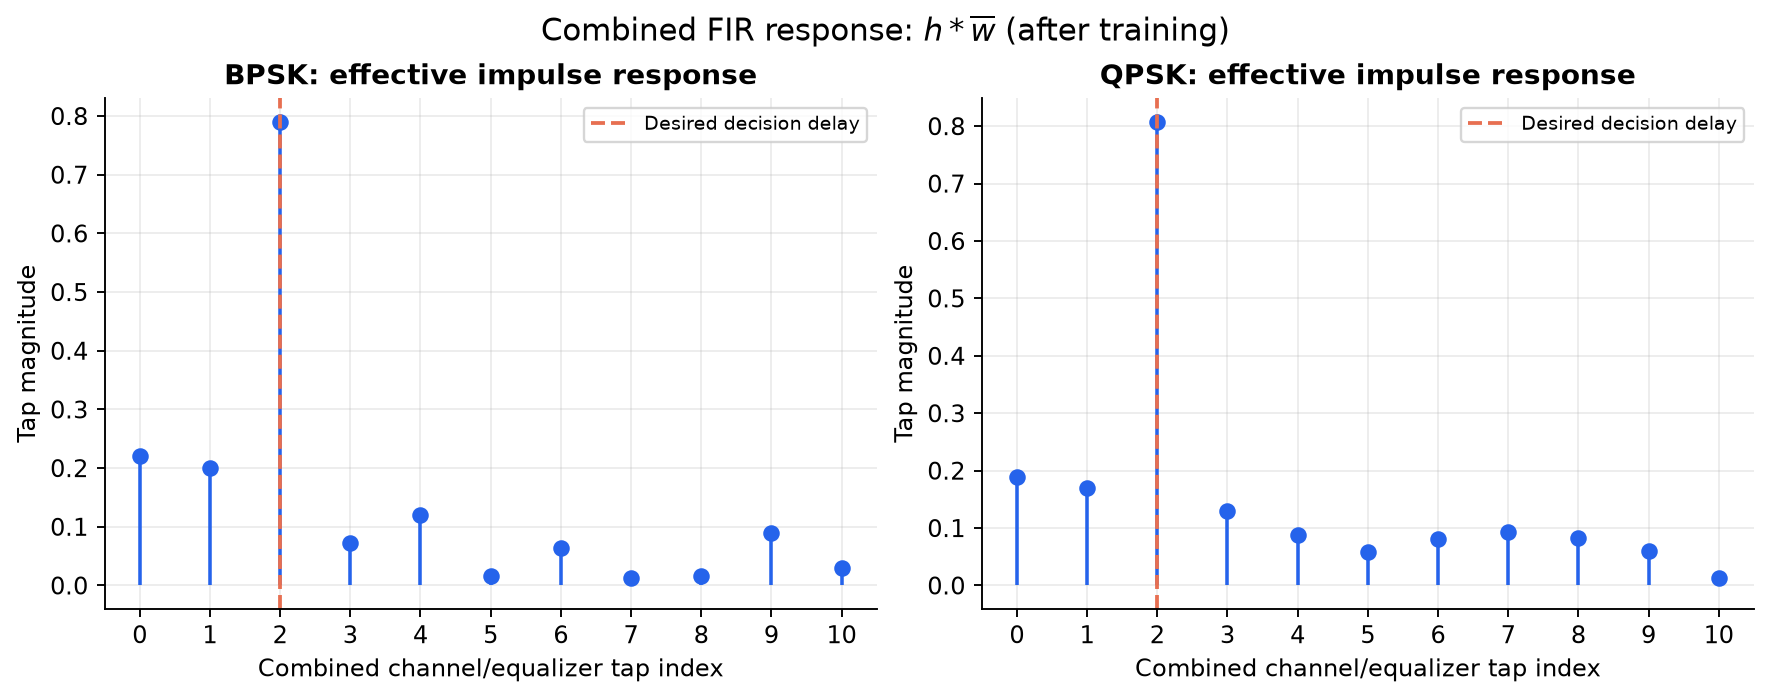 Combined FIR response: h * w̅ (after training)
BPSK: effective impulse response
Desired decision delay
0.8
0.7
0.6
0.5
0.4
0.3
0.2
0.1
0.0
Tap magnitude
0 1 2 3 4 5 6 7 8 9 10
Combined channel/equalizer tap index
QPSK: effective impulse response
Desired decision delay
0.8
0.7
0.6
0.5
0.4
0.3
0.2
0.1
0.0
Tap magnitude
0 1 2 3 4 5 6 7 8 9 10
Combined channel/equalizer tap index